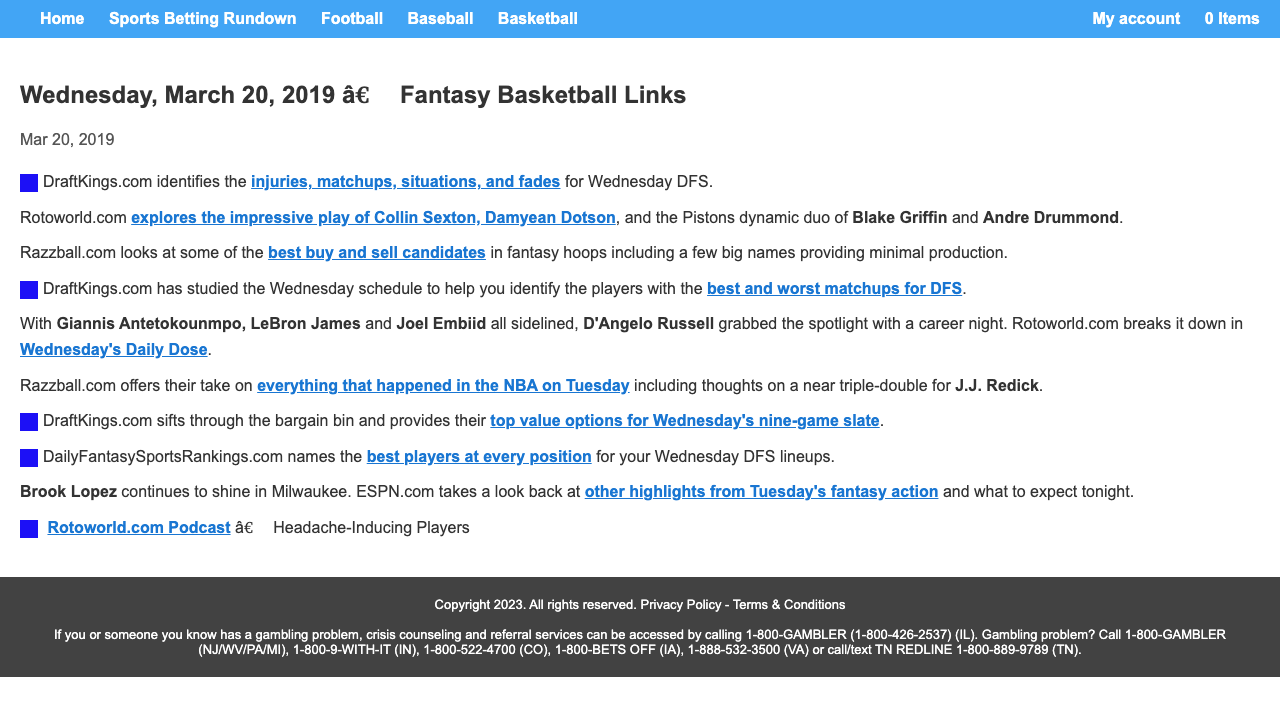 Home Sports Betting Rundown Football Baseball Basketball My account 0 Items
Wednesday, March 20, 2019 â€ Fantasy Basketball Links
Mar 20, 2019
DraftKings.com identifies the injuries, matchups, situations, and fades for Wednesday DFS.
Rotoworld.com explores the impressive play of Collin Sexton, Damyean Dotson, and the Pistons dynamic duo of Blake Griffin and Andre Drummond.
Razzball.com looks at some of the best buy and sell candidates in fantasy hoops including a few big names providing minimal production.
DraftKings.com has studied the Wednesday schedule to help you identify the players with the best and worst matchups for DFS.
With Giannis Antetokounmpo, LeBron James and Joel Embiid all sidelined, D'Angelo Russell grabbed the spotlight with a career night. Rotoworld.com breaks it down in
Wednesday's Daily Dose.
Razzball.com offers their take on everything that happened in the NBA on Tuesday including thoughts on a near triple-double for J.J. Redick.
DraftKings.com sifts through the bargain bin and provides their top value options for Wednesday's nine-game slate.
DailyFantasySportsRankings.com names the best players at every position for your Wednesday DFS lineups.
Brook Lopez continues to shine in Milwaukee. ESPN.com takes a look back at other highlights from Tuesday's fantasy action and what to expect tonight.
Rotoworld.com Podcast â€ Headache-Inducing Players
Copyright 2023. All rights reserved. Privacy Policy - Terms & Conditions
If you or someone you know has a gambling problem, crisis counseling and referral services can be accessed by calling 1-800-GAMBLER (1-800-426-2537) (IL). Gambling problem? Call 1-800-GAMBLER
(NJ/WV/PA/MI), 1-800-9-WITH-IT (IN), 1-800-522-4700 (CO), 1-800-BETS OFF (IA), 1-888-532-3500 (VA) or call/text TN REDLINE 1-800-889-9789 (TN).